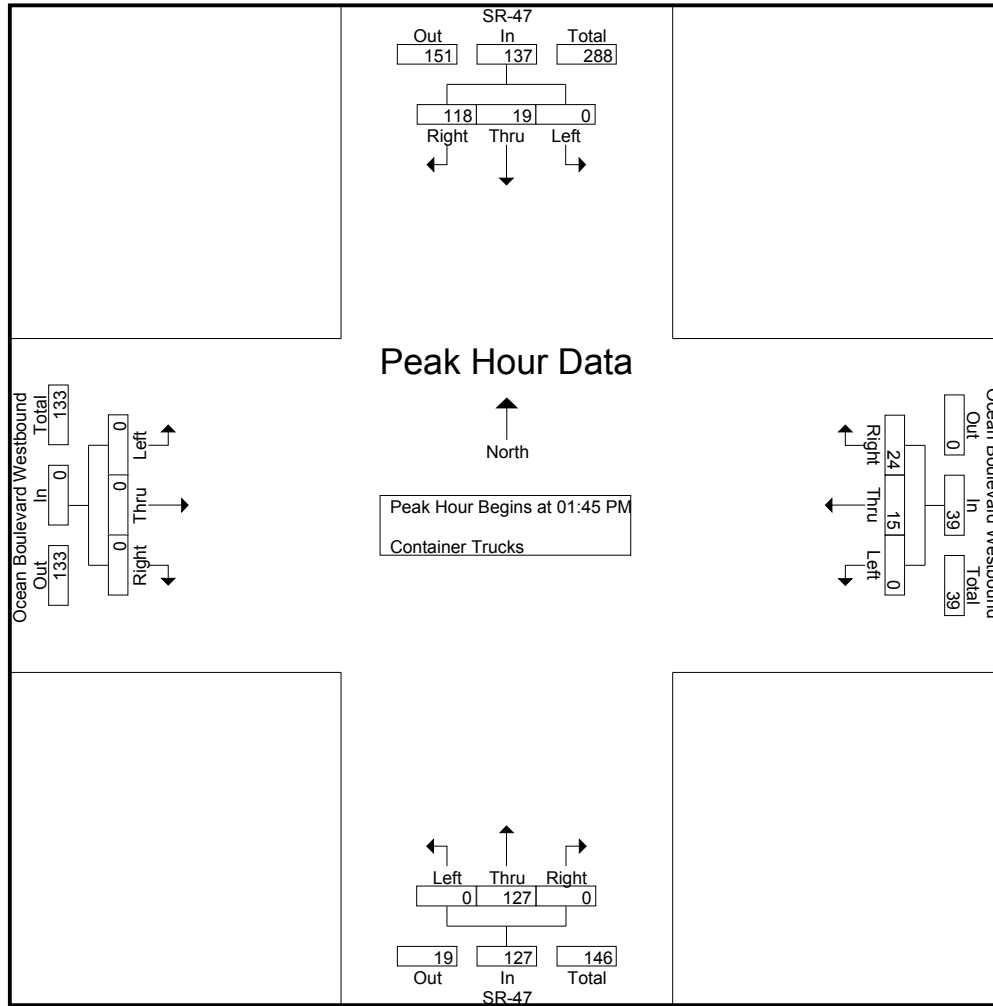 SR-47
Out In Total
151 137 288
118 19 0
Right Thru Left
Peak Hour Data
North
Peak Hour Begins at 01:45 PM
Container Trucks
Ocean Boulevard Westbound
Total In Out
133 0 133
0 0 0
Left Thru Right
Ocean Boulevard Westbound
Out In Total
0 39 39
24 15 0
Right Thru Left
Left Thru Right
0 127 0
19 127 146
Out In Total
SR-47